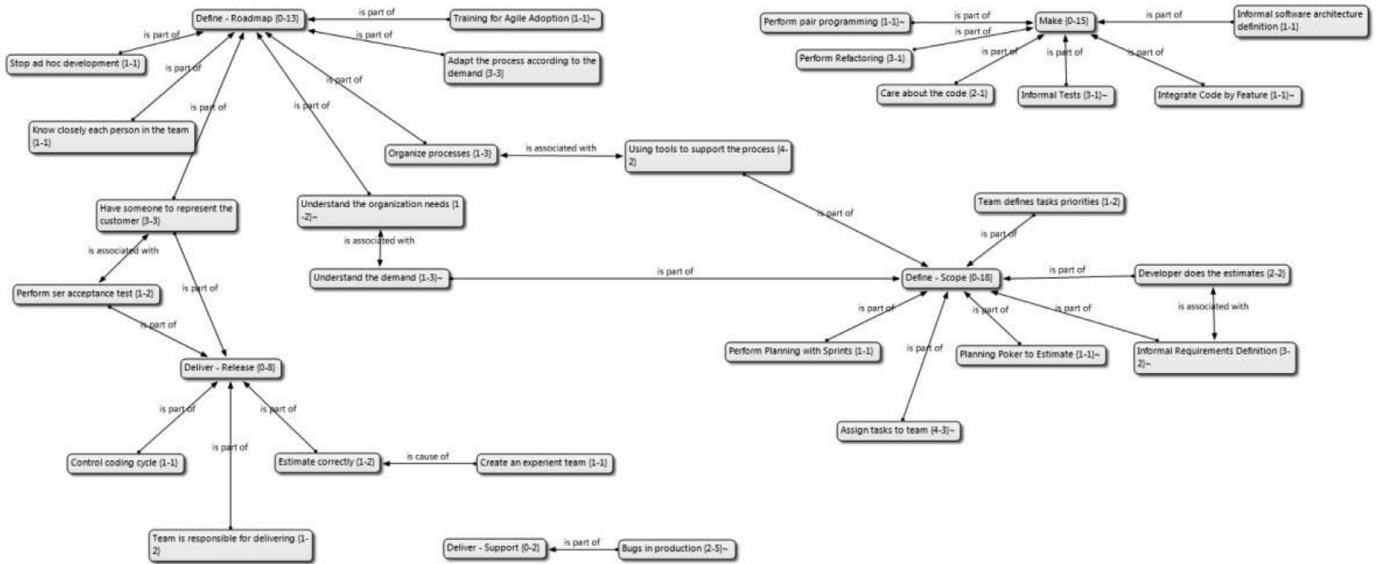 Define - Roadmap {0-13}
is part of
Training for Agile Adoption {1-1}~
is part of
is part of
Stop ad hoc development {1-1}
is part of
Adapt the process according to the
demand {3-3}
is part of
is part of
Know closely each person in the team
{1-1}
is part of
Organize processes {1-3}
is associated with
Using tools to support the process {4-
2}
Have someone to represent the
customer {3-3}
Understand the organization needs {1
-2}~
is associated with
is associated with
Understand the demand {1-3}~
is part of
is part of
Perform ser acceptance test {1-2}
is part of
is part of
Deliver - Release {0-8}
is part of
is part of
is part of
Control coding cycle {1-1}
Estimate correctly {1-2}
is cause of
Create an experient team {1-1}
Team is responsible for delivering {1-
2}
Deliver - Support {0-2}
is part of
Bugs in production {2-5}~
Perform pair programming {1-1}~
is part of
Make {0-15}
is part of
Informal software architecture
definition {1-1}
Perform Refactoring {3-1}
is part of
is part of
is part of
is part of
Care about the code {2-1}
Informal Tests {3-1}~
Integrate Code by Feature {1-1}~
Team defines tasks priorities {1-2}
is part of
Define - Scope {0-18}
is part of
Developer does the estimates {2-2}
is associated with
is part of
is part of
is part of
is part of
Perform Planning with Sprints {1-1}
Planning Poker to Estimate {1-1}~
Informal Requirements Definition {3-
2}~
Assign tasks to team {4-3}~